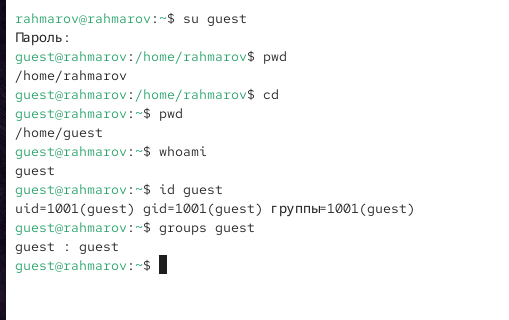 rahmarov@rahmarov:~$ su guest
Пароль:
guest@rahmarov:/home/rahmarov$ pwd
/home/rahmarov
guest@rahmarov:/home/rahmarov$ cd
guest@rahmarov:~$ pwd
/home/guest
guest@rahmarov:~$ whoami
guest
guest@rahmarov:~$ id guest
uid=1001(guest) gid=1001(guest) группы=1001(guest)
guest@rahmarov:~$ groups guest
guest : guest
guest@rahmarov:~$